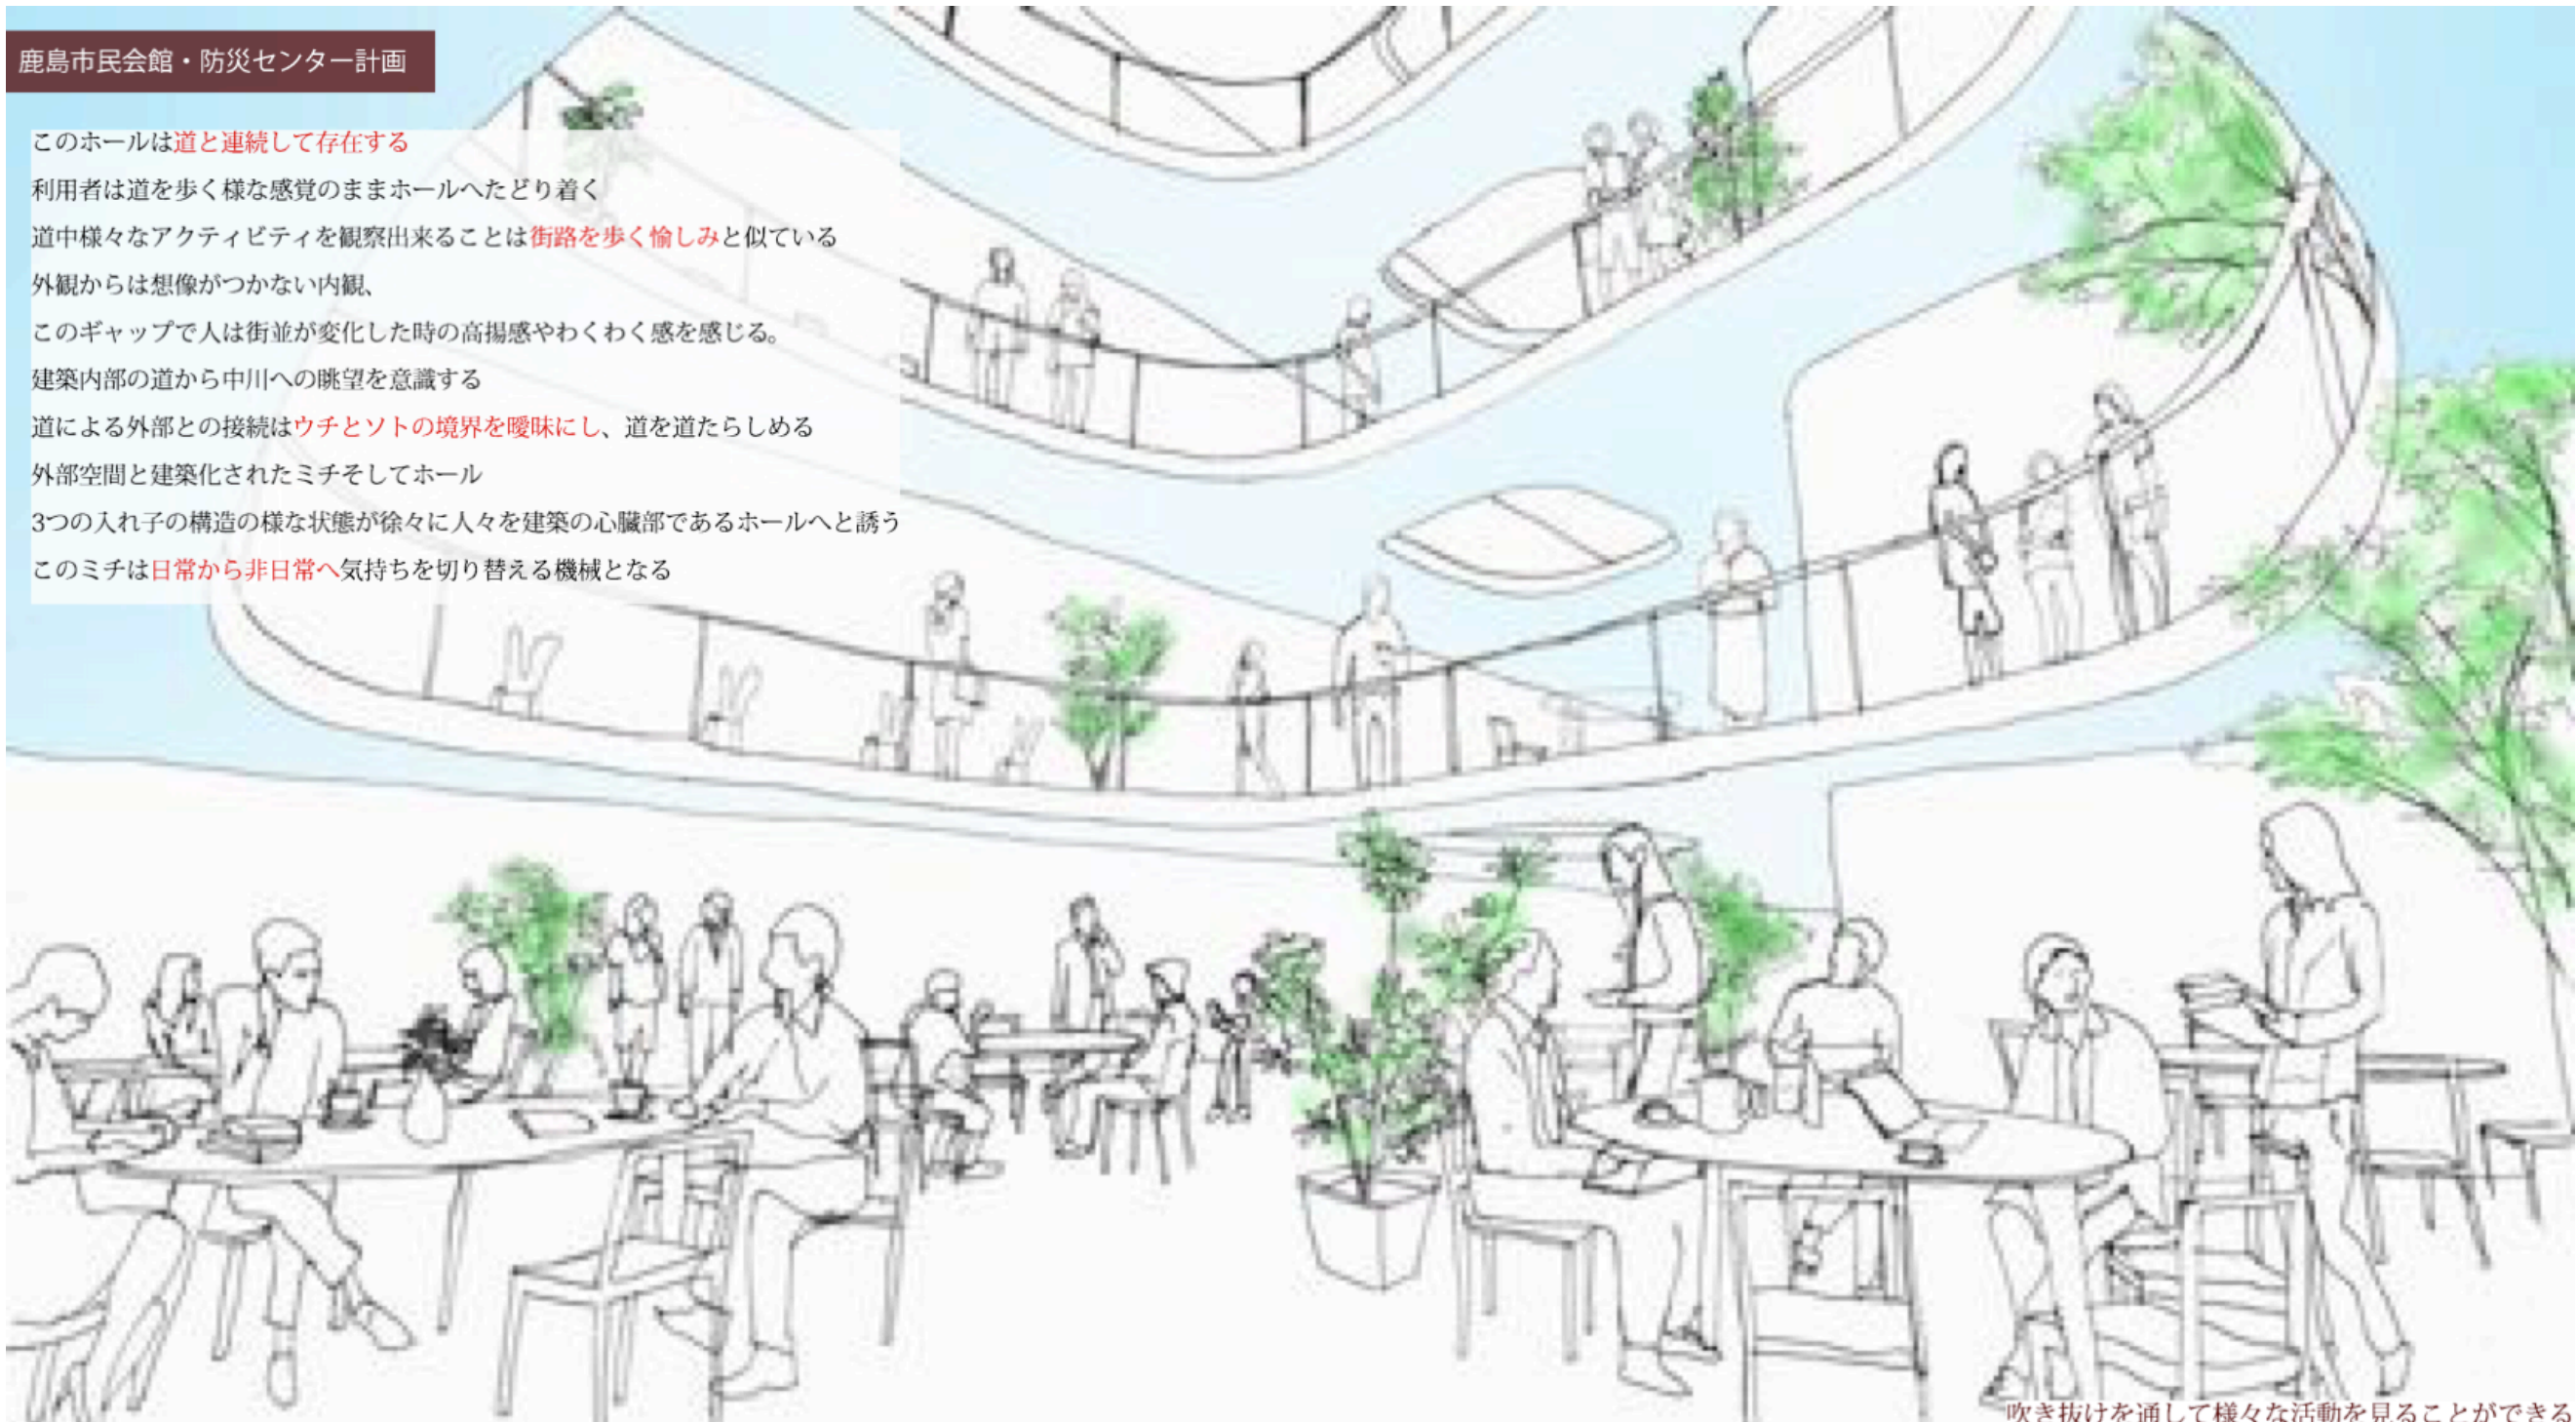 鹿島市民会館・防災センター計画
このホールは道と連続して存在する
利用者は道を歩く様な感覚のままホールへたどり着く
道中様々なアクティビティを観察出来ることは街路を歩く愉しみと似ている
外観からは想像がつかない内観、
このギャップで人は街並が変化した時の高揚感やわくわく感を感じる。
建築内部の道から中川への眺望を意識する
道による外部との接続はウチとソトの境界を曖昧にし、道を道たらしめる
外部空間と建築化されたミチそしてホール
3つの入れ子の構造の様な状態が徐々に人々を建築の心臓部であるホールへと誘う
このミチは日常から非日常へ気持ちを切り替える機械となる
吹き抜けを通して様々な活動を見ることができる